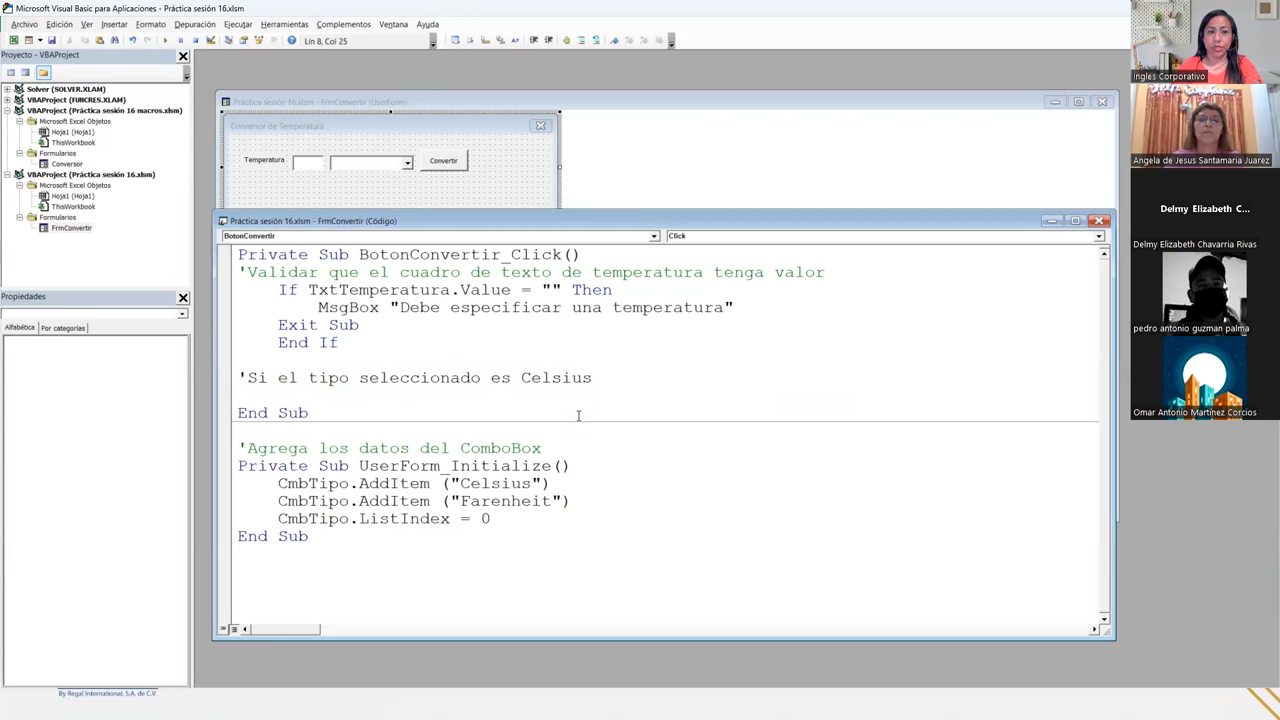 Microsoft Visual Basic para Aplicaciones - Práctica sesión 16.xlsm
Archivo Edición Ver Insertar Formato Depuración Ejecutar Herramientas Complementos Ventana Ayuda
Lín 8, Col 25
Proyecto - VBAProject
Solver (SOLVER.XLAM)
VBAProject (FUNCRES.XLAM)
VBAProject (Práctica sesión 16 macros.xlsm)
Microsoft Excel Objetos
Hoja1 (Hoja1)
ThisWorkbook
Formularios
Conversor
VBAProject (Práctica sesión 16.xlsm)
Microsoft Excel Objetos
Hoja1 (Hoja1)
ThisWorkbook
Formularios
FrmConvertir
Propiedades
Alfabética Por categorías
Práctica sesión 16.xlsm - FrmConvertir (UserForm)
Conversor de Temperatura
Temperatura
Convertir
Práctica sesión 16.xlsm - FrmConvertir (Código)
BotonConvertir
Click
Private Sub BotonConvertir_Click()
'Validar que el cuadro de texto de temperatura tenga valor
If TxtTemperatura.Value = "" Then
MsgBox "Debe especificar una temperatura"
Exit Sub
End If
'Si el tipo seleccionado es Celsius
End Sub
'Agrega los datos del ComboBox
Private Sub UserForm_Initialize()
CmbTipo.AddItem ("Celsius")
CmbTipo.AddItem ("Farenheit")
CmbTipo.ListIndex = 0
End Sub
By Regal International, S.A. de C.V.
Ingles Corporativo
Angela de Jesus Santamaria Juarez
Delmy Elizabeth C...
Delmy Elizabeth Chavarria Rivas
pedro antonio guzman palma
Omar Antonio Martínez Corcios